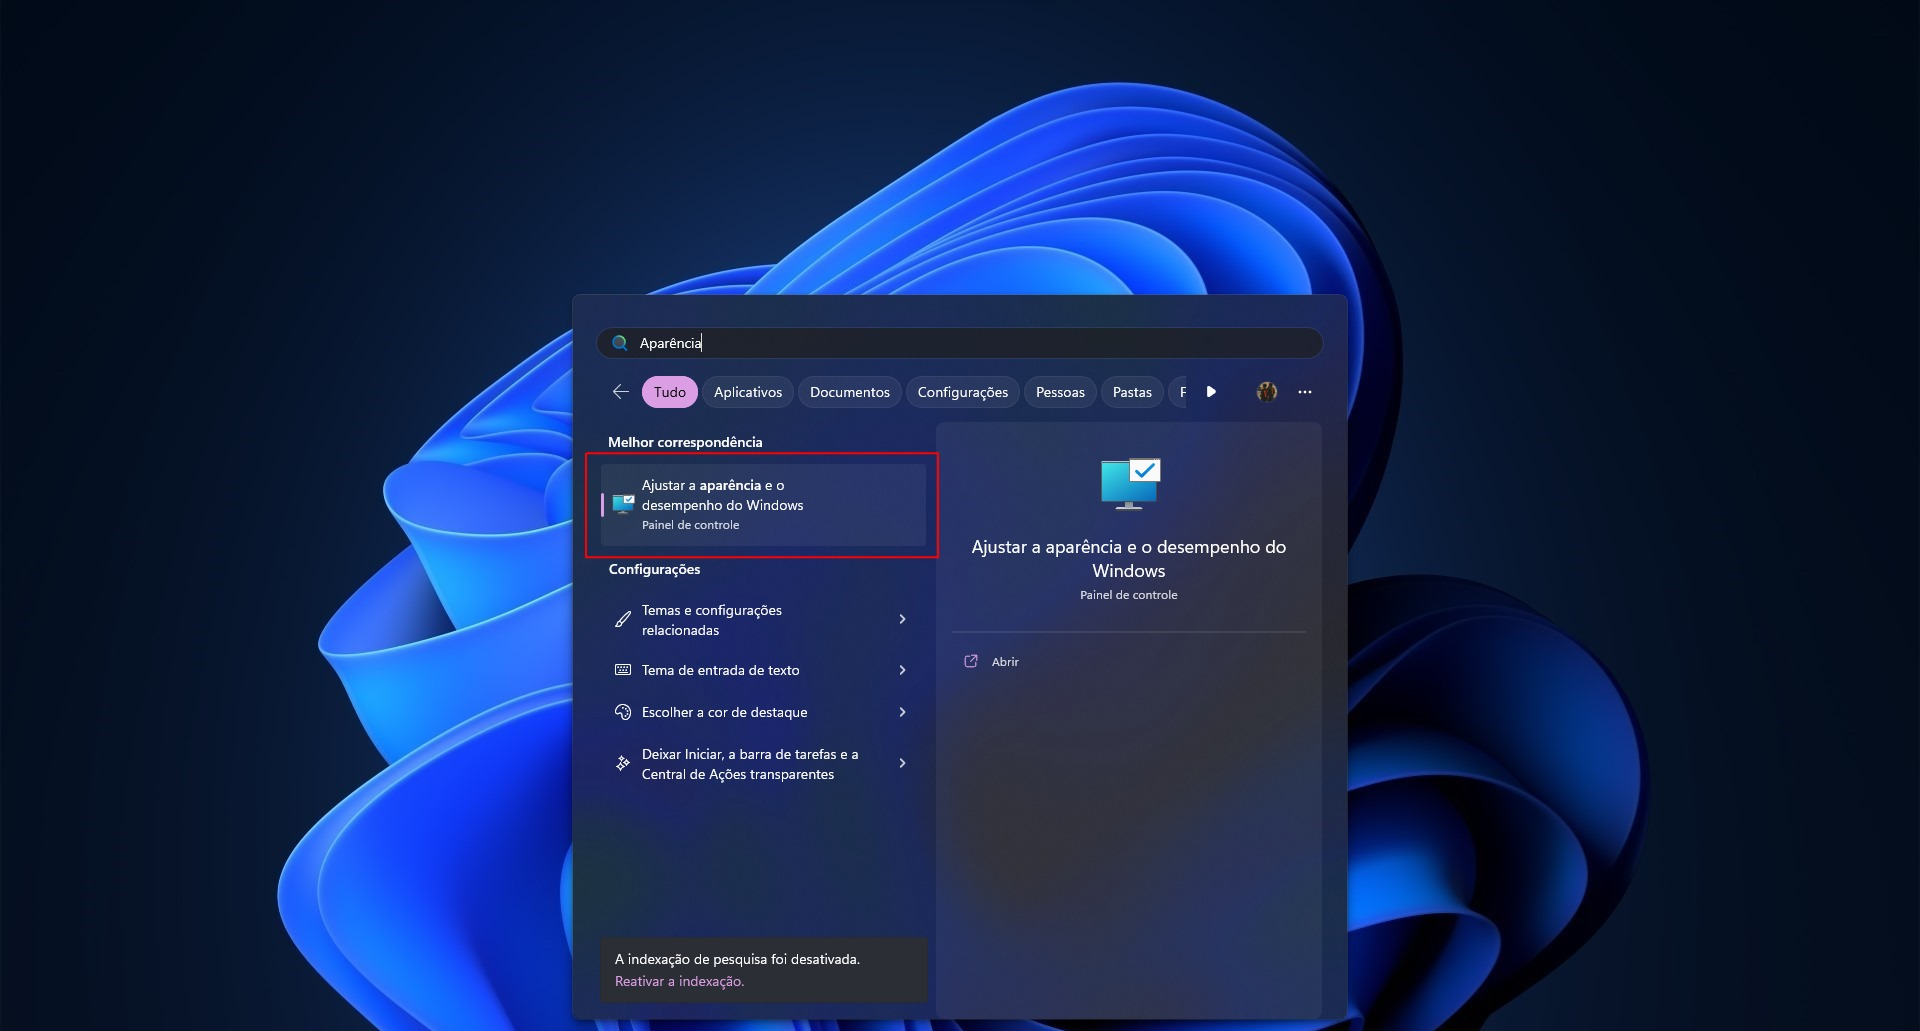 Aparência
Tudo
Aplicativos
Documentos
Configurações
Pessoas
Pastas
F
Melhor correspondência
Ajustar a aparência e o
desempenho do Windows
Painel de controle
Configurações
Temas e configurações
relacionadas
Tema de entrada de texto
Escolher a cor de destaque
Deixar Iniciar, a barra de tarefas e a
Central de Ações transparentes
A indexação de pesquisa foi desativada.
Reativar a indexação.
Ajustar a aparência e o desempenho do
Windows
Painel de controle
Abrir